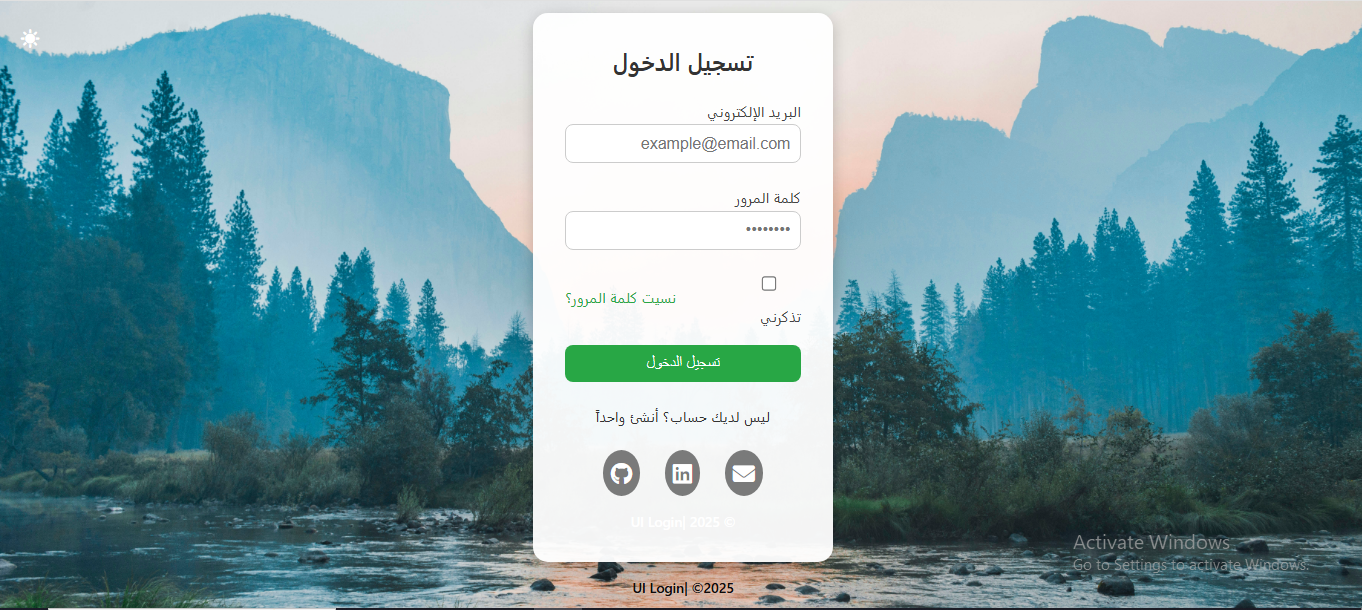 تسجيل الدخول
البريد الإلكتروني
example@email.com
كلمة المرور
••••••••
نسيت كلمة المرور؟
تذكرني
تسجيل الدخول
ليس لديك حساب؟ أنشئ واحداً
in
UI Login| 2025 ©
Activate Windows
Go to Settings to activate Windows.
UI Login| ©2025